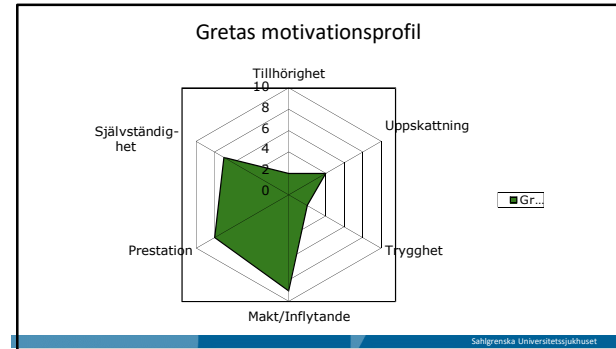 Gretas motivationsprofil
Tillhörighet
10
8
6
4
2
0
Uppskattning
Självständig-
het
Gr...
Prestation
Trygghet
Makt/Inflytande
Sahlgrenska Universitetssjukhuset